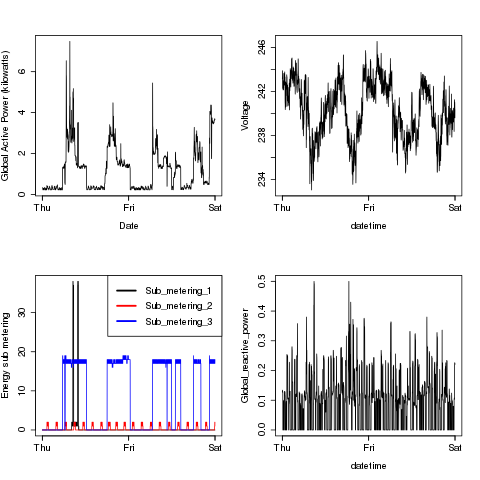 Global Active Power (kilowatts)
0 2 4 6
Thu Fri Sat
Date
Voltage
234 238 242 246
Thu Fri Sat
datetime
Energy sub metering
0 10 20 30
Sub_metering_1
Sub_metering_2
Sub_metering_3
Thu Fri Sat
Global_reactive_power
0.0 0.1 0.2 0.3 0.4 0.5
Thu Fri Sat
datetime